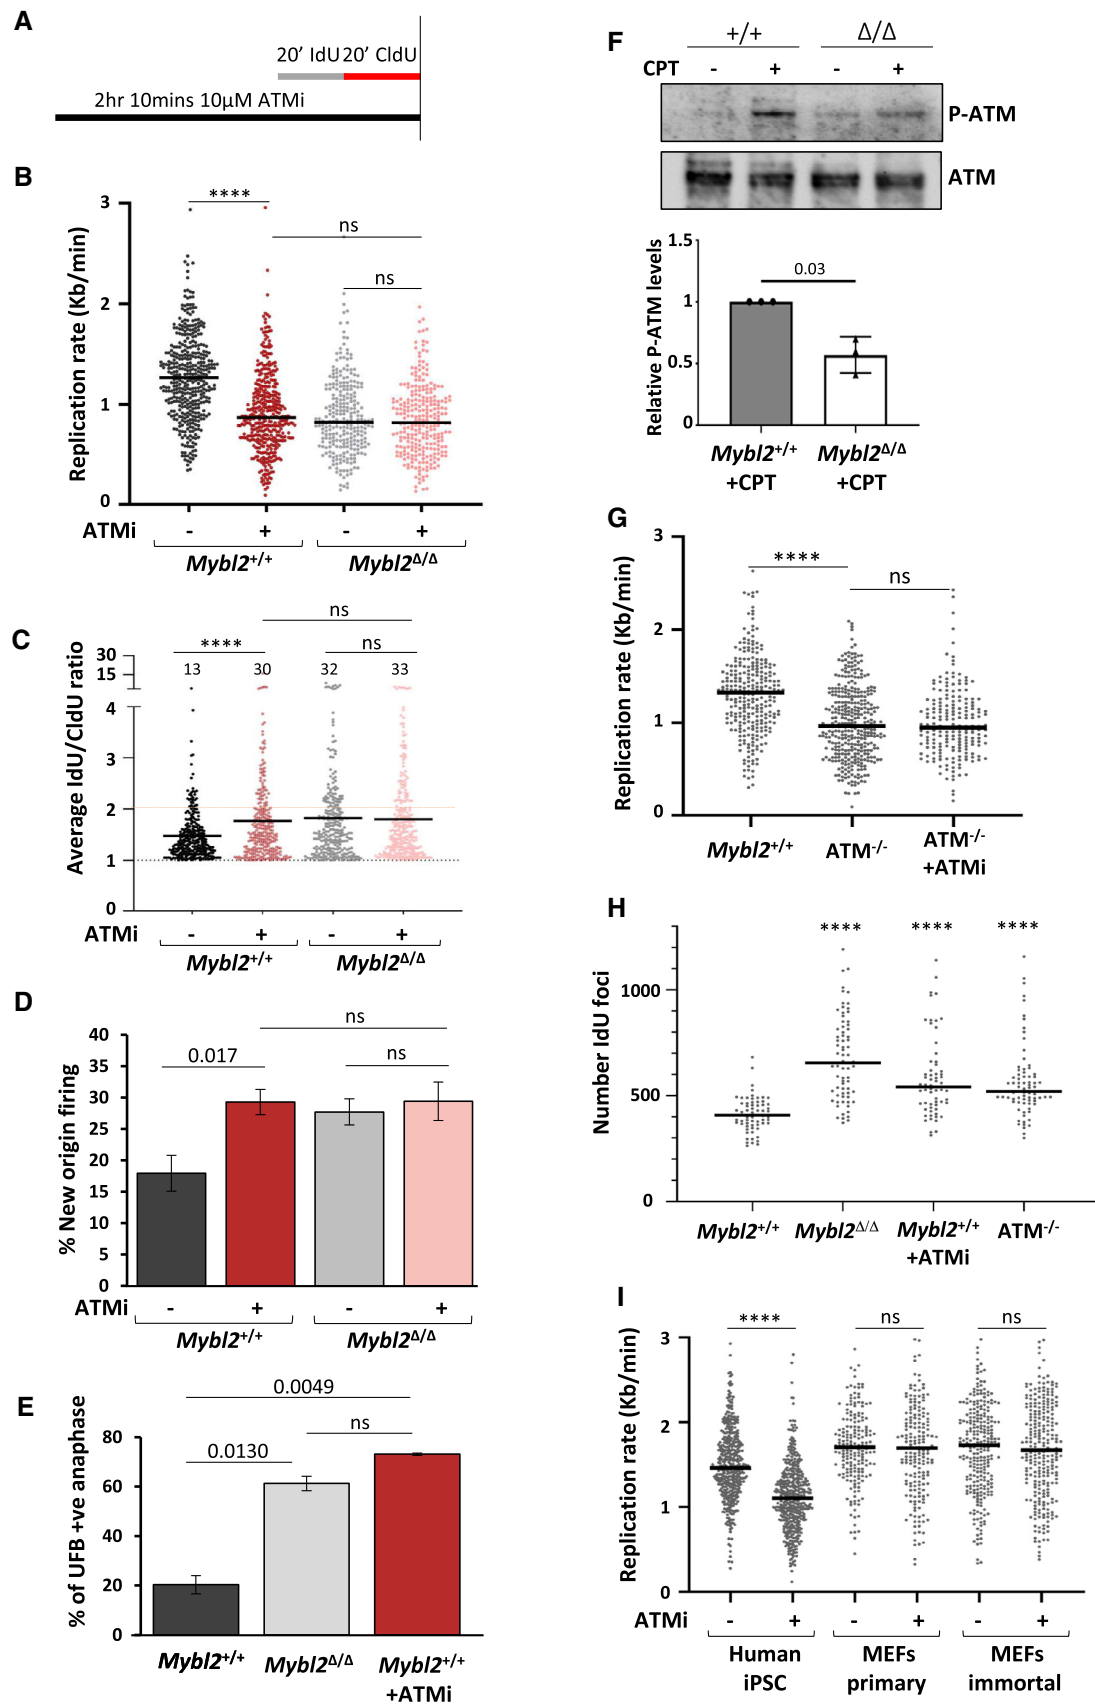 A
20’ IdU 20’ CldU
2hr 10mins 10µM ATMi
B
Replication rate (Kb/min)
3
2
1
0
****
ns
ns
ATMi - + - +
Mybl2+/+ Mybl2Δ/Δ
C
Average IdU/CldU ratio
30
15
4
3
2
1
0
ns
**** ns
13 30 32 33
ATMi - + - +
Mybl2+/+ Mybl2Δ/Δ
D
% New origin firing
40
35
30
25
20
15
10
5
0
ns
0.017 ns
ATMi - + - +
Mybl2+/+ Mybl2Δ/Δ
E
% of UFB +ve anaphase
80
60
40
20
0
0.0049
ns
0.0130
Mybl2+/+ Mybl2Δ/Δ Mybl2+/+
+ATMi
F
+/+ Δ/Δ
CPT - + - +
P-ATM
ATM
Relative P-ATM levels
1.5
1
0.5
0
0.03
Mybl2+/+ Mybl2Δ/Δ
+CPT +CPT
G
Replication rate (Kb/min)
3
2
1
0
****
ns
Mybl2+/+ ATM-/- ATM-/-
+ATMi
H
Number IdU foci
1000
500
0
**** **** ****
Mybl2+/+ Mybl2Δ/Δ Mybl2+/+ ATM-/-
+ATMi
I
Replication rate (Kb/min)
3
2
1
0
**** ns ns
ATMi - + - + - +
Human MEFs MEFs
iPSC primary immortal